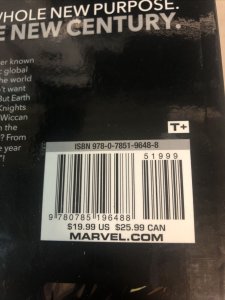 WHOLE NEW PURPOSE.
E NEW CENTURY.
er known
c global
the world
n't want
But Earth
Knights
Wiccan
n the
? From
e year
"!
T+
ISBN 978-0-7851-9648-8
51999
9 780785 196488
$19.99 US $25.99 CAN
MARVEL.COM